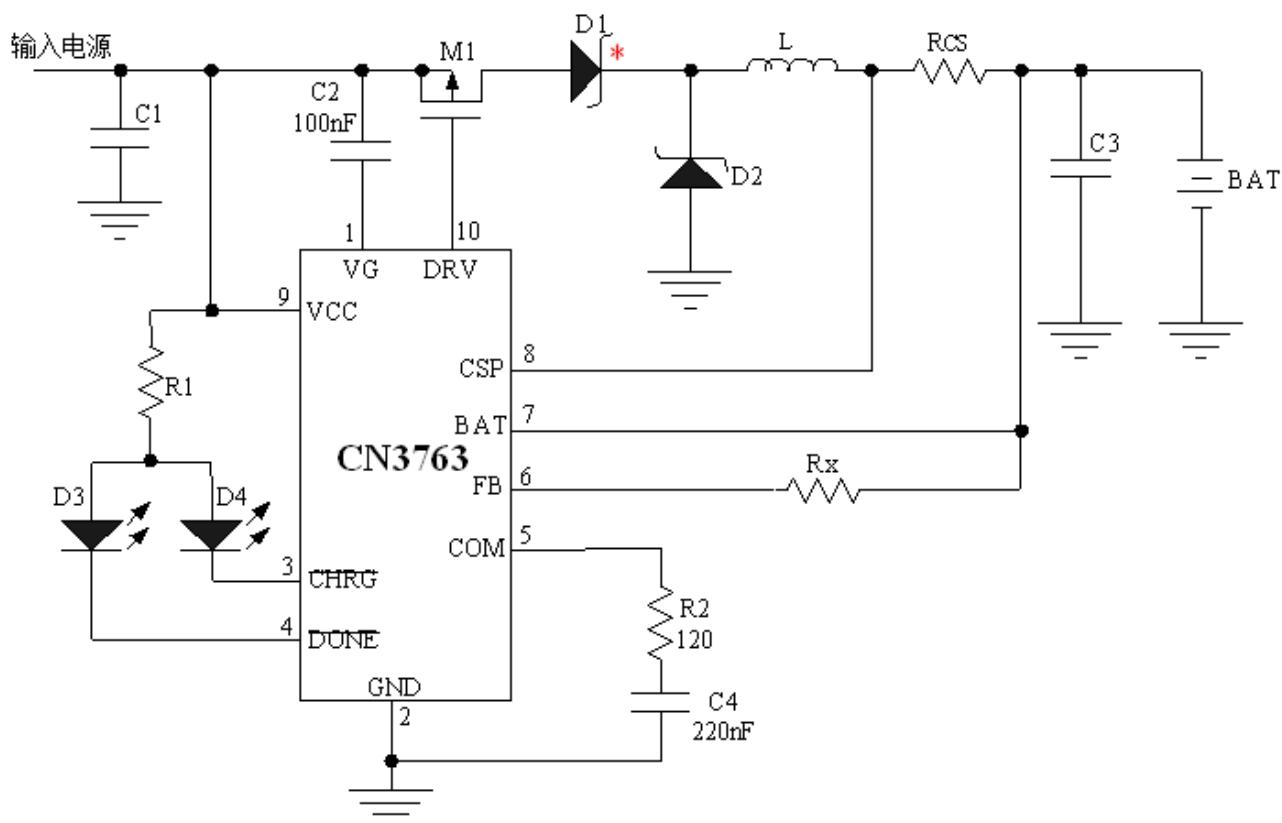 输入电源
D1
*
M1
L
RCS
C1
C2
100nF
D2
C3
BAT
1
10
VG
DRV
9
VCC
R1
8
CSP
7
BAT
CN3763
Rx
6
FB
D3
D4
5
COM
3
CHRG
R2
120
4
DONE
GND
2
C4
220nF